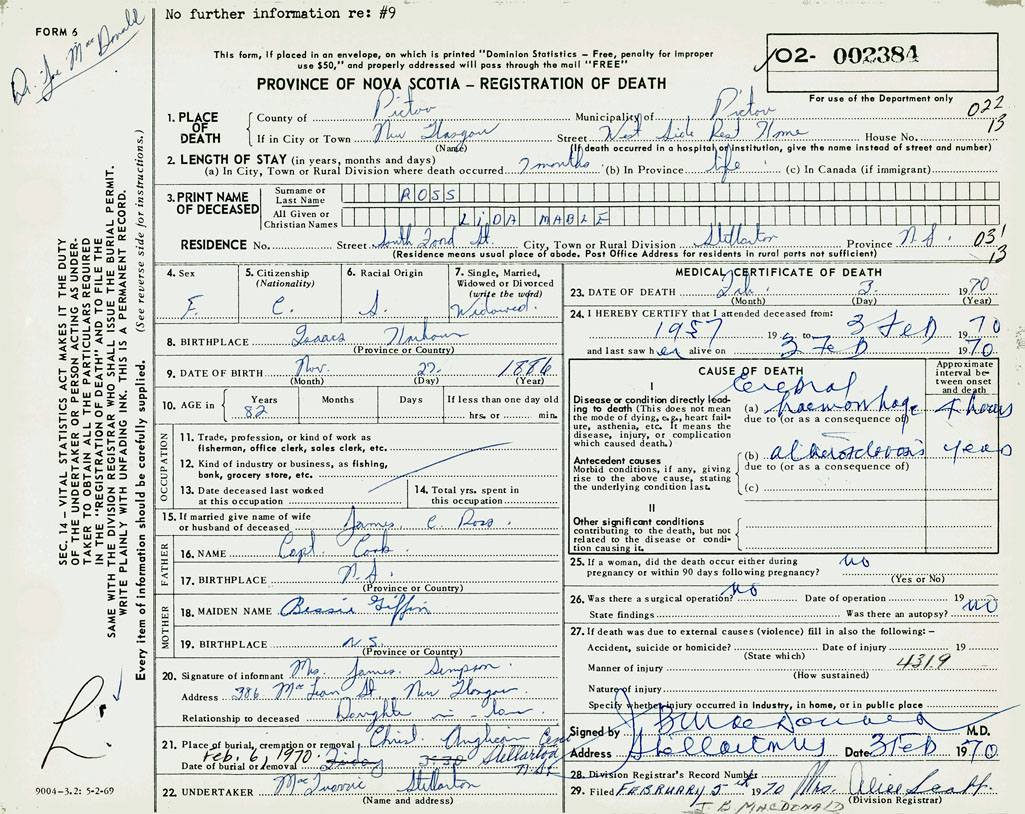 No further information re: #9
FORM 6
Dr. Joe MacDonald
This form, if placed in an envelope, on which is printed "Dominion Statistics – Free, penalty for improper
use $50," and properly addressed will pass through the mail "FREE"
02- 002384
PROVINCE OF NOVA SCOTIA – REGISTRATION OF DEATH
For use of the Department only
022
13
1. PLACE OF DEATH
County of Pictou Municipality of Pictou
If in City or Town New Glasgow Street West Side Rest Home House No.
(Name) (If death occurred in a hospital or institution, give the name instead of street and number)
2. LENGTH OF STAY (in years, months and days)
(a) In City, Town or Rural Division where death occurred 7 months (b) In Province life (c) In Canada (if immigrant)
3. PRINT NAME OF DECEASED
Surname or Last Name ROSS
All Given or Christian Names LIDA MABLE
RESIDENCE No. Street South Foord St. City, Town or Rural Division Stellarton Province N.S. 031
13
(Residence means usual place of abode. Post Office Address for residents in rural parts not sufficient)
4. Sex F.
5. Citizenship (Nationality) C.
6. Racial Origin S.
7. Single, Married, Widowed or Divorced (write the word) Widowed.
8. BIRTHPLACE Isaacs Harbour
(Province or Country)
9. DATE OF BIRTH Nov. 27. 1886
(Month) (Day) (Year)
10. AGE in Years 82 Months Days If less than one day old
hrs. or min.
OCCUPATION
11. Trade, profession, or kind of work as
fisherman, office clerk, sales clerk, etc.
12. Kind of industry or business, as fishing,
bank, grocery store, etc.
13. Date deceased last worked
at this occupation
14. Total yrs. spent in
this occupation
15. If married give name of wife
or husband of deceased James C. Ross.
FATHER
16. NAME Capt. Cook.
17. BIRTHPLACE N.S.
(Province or Country)
MOTHER
18. MAIDEN NAME Bessie Giffin
19. BIRTHPLACE N.S.
(Province or Country)
20. Signature of informant Mrs. James Simpson.
Address 386 MacLean St. New Glasgow
Relationship to deceased Daughter-in-law
21. Place of burial, cremation or removal Christ Anglican
Date of burial or removal Feb. 6, 1970. Friday 3-30 Stellarton
N.S.
22. UNDERTAKER Stellarton
(Name and address)
MEDICAL CERTIFICATE OF DEATH
23. DATE OF DEATH Feb. 3. 1970
(Month) (Day) (Year)
24. I HEREBY CERTIFY that I attended deceased from:
1957 19 to 3 Feb 1970
and last saw her alive on 3 Feb 1970
CAUSE OF DEATH
Approximate interval between onset and death
I
Disease or condition directly leading
to death (This does not mean
the mode of dying, e.g., heart failure,
asthenia, etc. It means the
disease, injury, or complication
which caused death.)
Cerebral
(a) haemorrhage 4 hours
due to (or as a consequence of)
Antecedent causes
Morbid conditions, if any, giving
rise to the above cause, stating
the underlying condition last.
(b) atherosclerosis years
due to (or as a consequence of)
(c)
II
Other significant conditions
contributing to the death, but not
related to the disease or condition
causing it.
25. If a woman, did the death occur either during
pregnancy or within 90 days following pregnancy? no
(Yes or No)
26. Was there a surgical operation? no Date of operation 19
State findings Was there an autopsy? no
27. If death was due to external causes (violence) fill in also the following: –
Accident, suicide or homicide? Date of injury 19
(State which)
4319
Manner of injury
(How sustained)
Nature of injury
Specify whether injury occurred in Industry, in home, or in public place
Signed by J B MacDonald M.D.
Address Stellarton NS Date 3 Feb 1970
28. Division Registrar's Record Number
29. Filed FEBRUARY 5th 1970 Mrs. Alice Scott.
(Division Registrar)
J. B. MACDONALD
SEC. 14 – VITAL STATISTICS ACT MAKES IT THE DUTY
OF THE UNDERTAKER OR PERSON ACTING AS UNDERTAKER
TO OBTAIN ALL THE PARTICULARS REQUIRED
IN THE "REGISTRATION OF DEATH" AND TO FILE THE
SAME WITH THE DIVISION REGISTRAR WHO SHALL ISSUE THE BURIAL PERMIT.
WRITE PLAINLY WITH UNFADING INK. THIS IS A PERMANENT RECORD.
Every item of information should be carefully supplied. (See reverse side for instructions.)
9004-3.2: 5-2-69